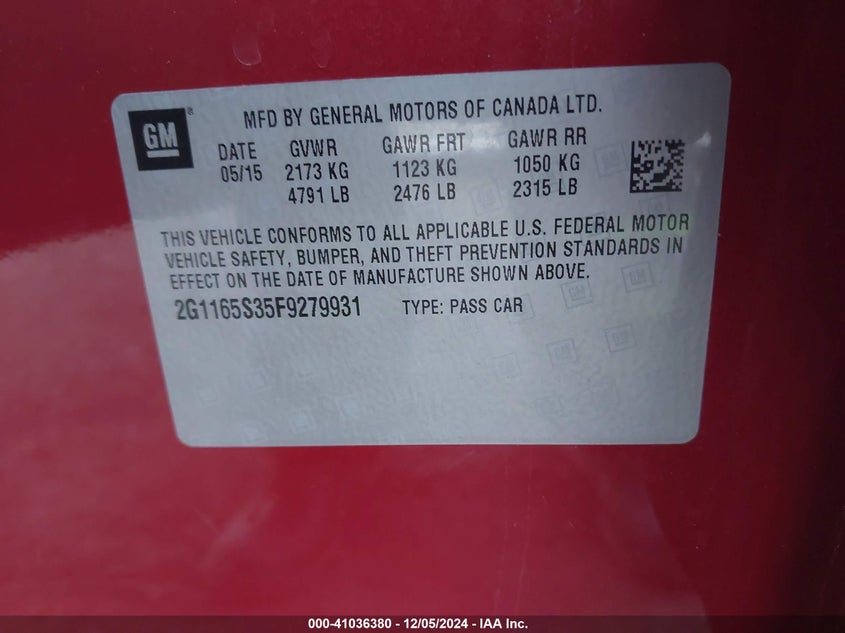 GM®
MFD BY GENERAL MOTORS OF CANADA LTD.
DATE GVWR GAWR FRT GAWR RR
05/15 2173 KG 1123 KG 1050 KG
4791 LB 2476 LB 2315 LB
THIS VEHICLE CONFORMS TO ALL APPLICABLE U.S. FEDERAL MOTOR
VEHICLE SAFETY, BUMPER, AND THEFT PREVENTION STANDARDS IN
EFFECT ON THE DATE OF MANUFACTURE SHOWN ABOVE.
2G1165S35F9279931 TYPE: PASS CAR
000-41036380 - 12/05/2024 - IAA Inc.